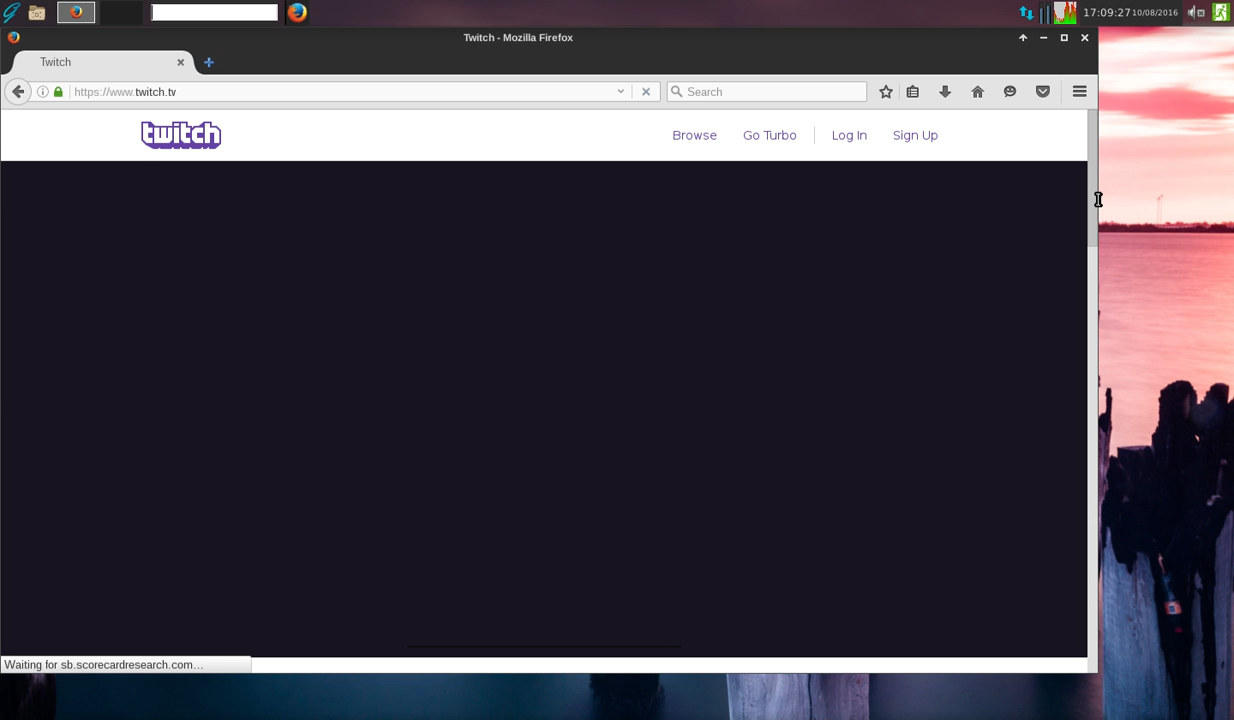 17:09:27 10/08/2016
Twitch - Mozilla Firefox
Twitch
https://www.twitch.tv
Search
twitch
Browse
Go Turbo
Log In
Sign Up
Waiting for sb.scorecardresearch.com…